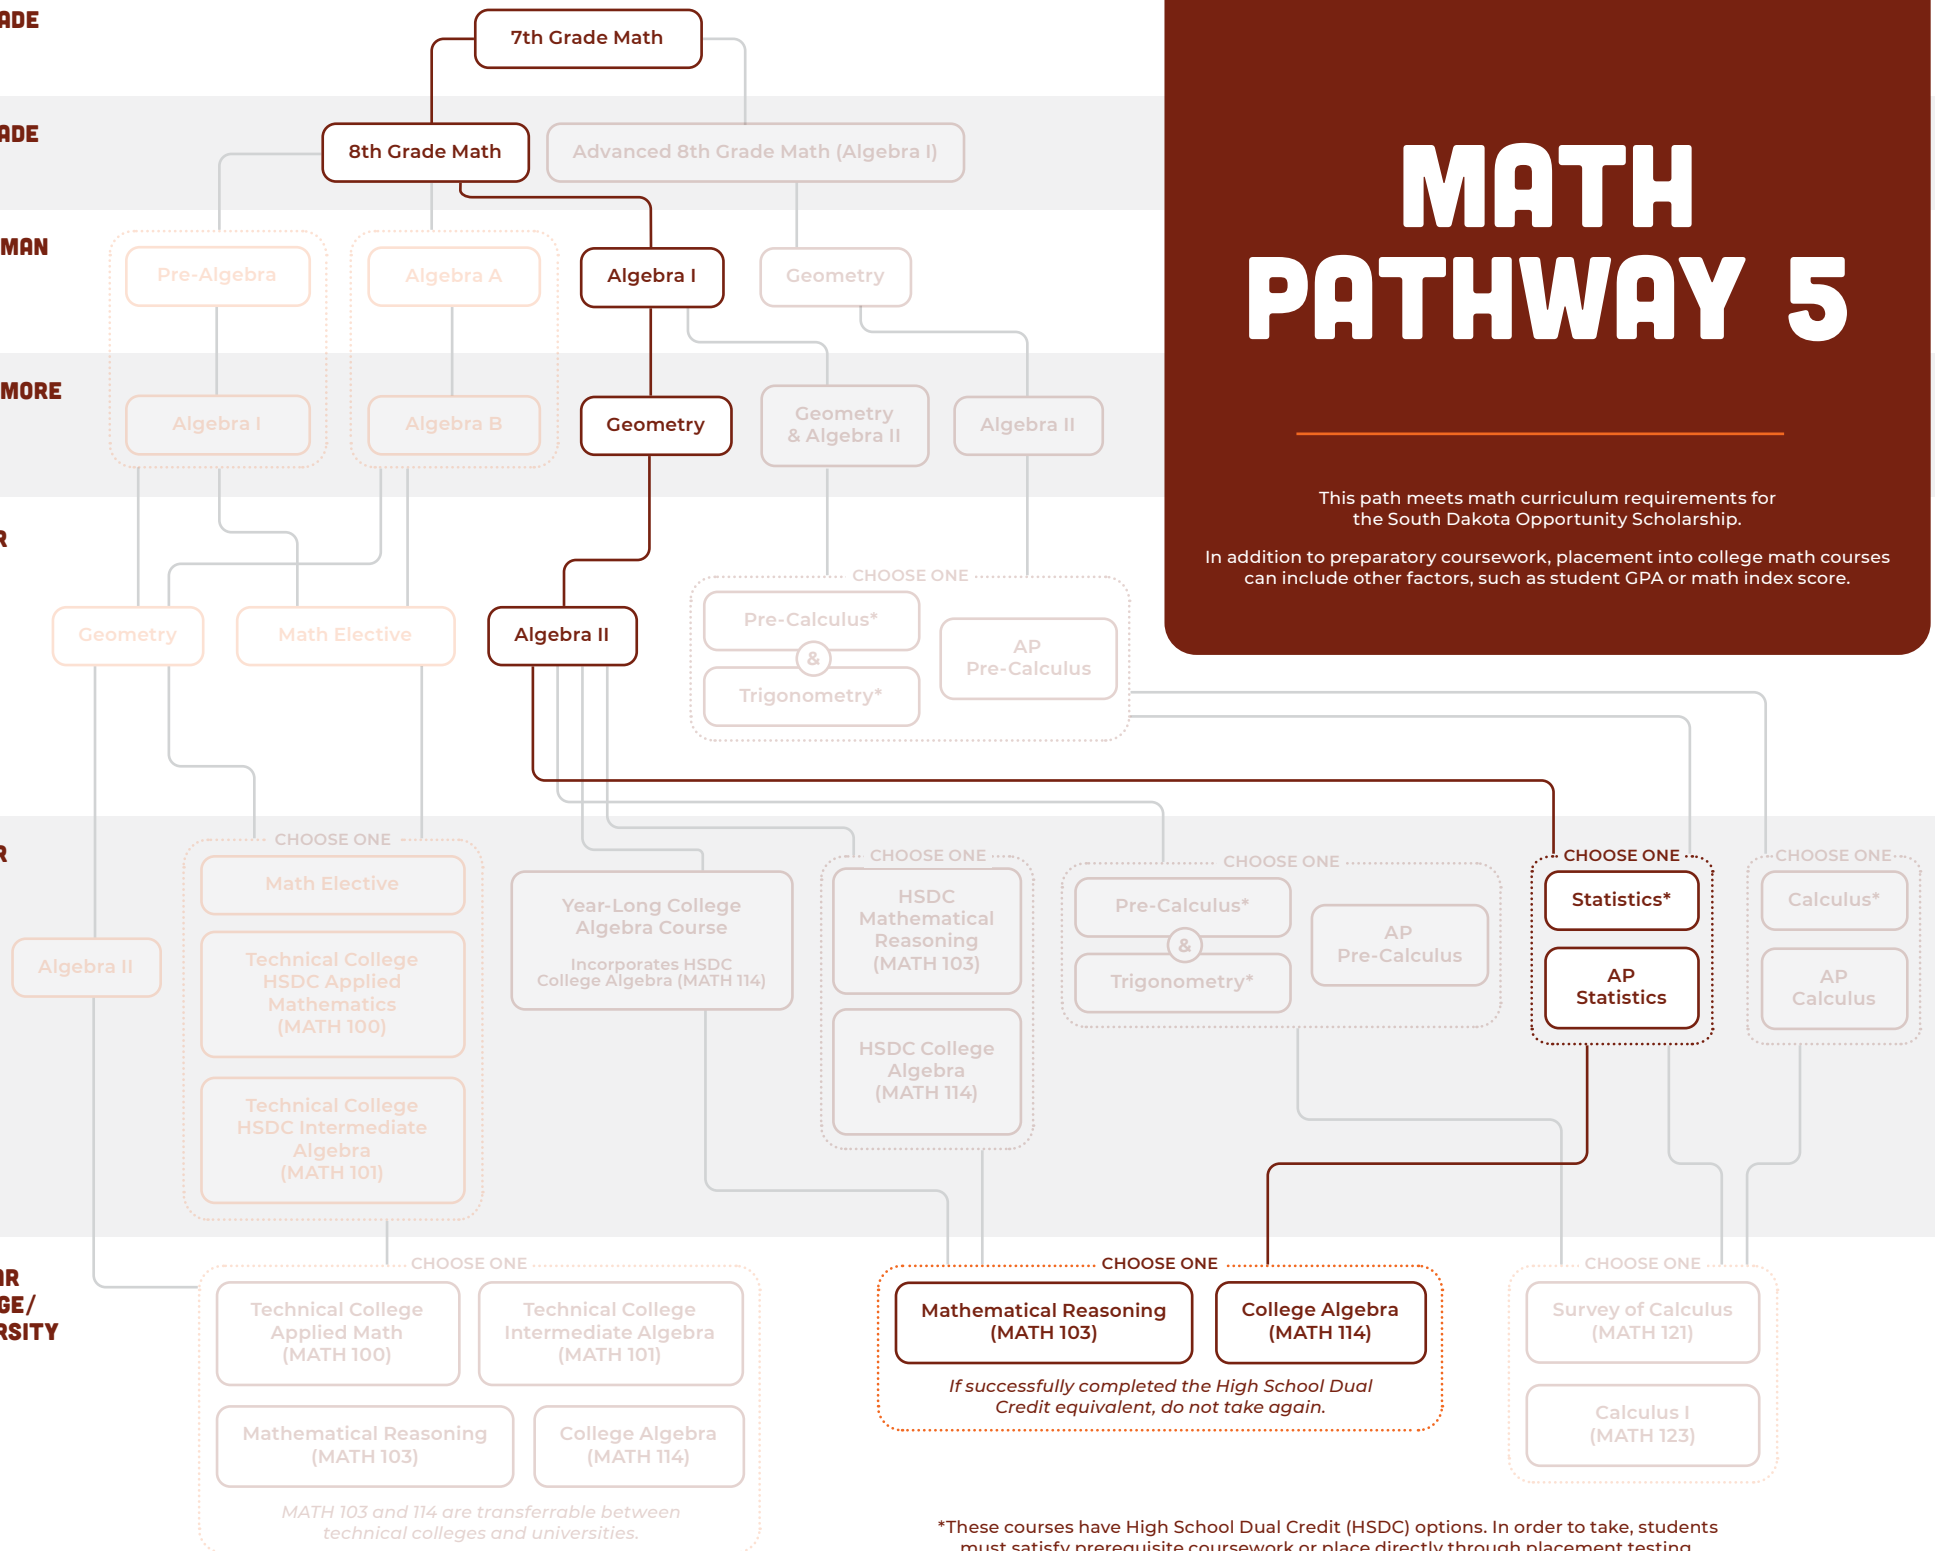 ADE
7th Grade Math
ADE
8th Grade Math
Advanced 8th Grade Math (Algebra I)
MATH
PATHWAY 5
This path meets math curriculum requirements for
the South Dakota Opportunity Scholarship.
In addition to preparatory coursework, placement into college math courses
can include other factors, such as student GPA or math index score.
MAN
Pre-Algebra
Algebra A
Algebra I
Geometry
MORE
Algebra I
Algebra B
Geometry
Geometry
& Algebra II
Algebra II
R
Geometry
Math Elective
Algebra II
CHOOSE ONE
Pre-Calculus*
&
Trigonometry*
AP
Pre-Calculus
R
Algebra II
CHOOSE ONE
Math Elective
Technical College
HSDC Applied
Mathematics
(MATH 100)
Technical College
HSDC Intermediate
Algebra
(MATH 101)
Year-Long College
Algebra Course
Incorporates HSDC
College Algebra (MATH 114)
CHOOSE ONE
HSDC
Mathematical
Reasoning
(MATH 103)
HSDC College
Algebra
(MATH 114)
CHOOSE ONE
Pre-Calculus*
&
Trigonometry*
AP
Pre-Calculus
CHOOSE ONE
Statistics*
AP
Statistics
CHOOSE ONE
Calculus*
AP
Calculus
AR
GE/
RSITY
CHOOSE ONE
Technical College
Applied Math
(MATH 100)
Technical College
Intermediate Algebra
(MATH 101)
Mathematical Reasoning
(MATH 103)
College Algebra
(MATH 114)
MATH 103 and 114 are transferrable between
technical colleges and universities.
CHOOSE ONE
Mathematical Reasoning
(MATH 103)
College Algebra
(MATH 114)
If successfully completed the High School Dual
Credit equivalent, do not take again.
CHOOSE ONE
Survey of Calculus
(MATH 121)
Calculus I
(MATH 123)
*These courses have High School Dual Credit (HSDC) options. In order to take, students
must satisfy prerequisite coursework or place directly through placement testing.